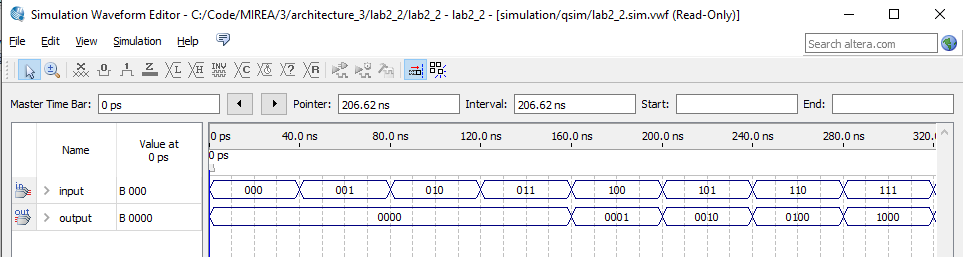 Simulation Waveform Editor - C:/Code/MIREA/3/architecture_3/lab2_2/lab2_2 - lab2_2 - [simulation/qsim/lab2_2.sim.vwf (Read-Only)]
File Edit View Simulation Help Search altera.com
Master Time Bar: 0 ps Pointer: 206.62 ns Interval: 206.62 ns Start: End:
Name Value at 0 ps 0 ps 40.0 ns 80.0 ns 120.0 ns 160.0 ns 200.0 ns 240.0 ns 280.0 ns 320.
0 ps
input B 000 000 001 010 011 100 101 110 111
output B 0000 0000 0001 0010 0100 1000